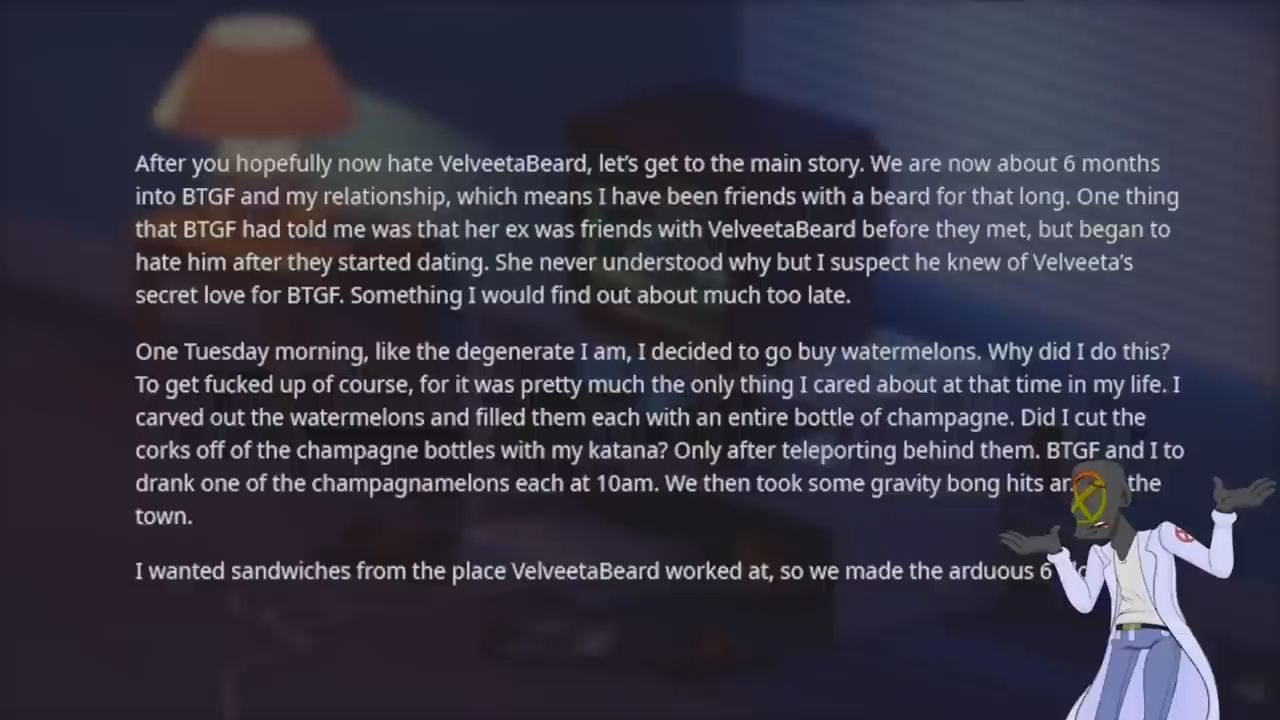 After you hopefully now hate VelveetaBeard, let's get to the main story. We are now about 6 months
into BTGF and my relationship, which means I have been friends with a beard for that long. One thing
that BTGF had told me was that her ex was friends with VelveetaBeard before they met, but began to
hate him after they started dating. She never understood why but I suspect he knew of Velveeta's
secret love for BTGF. Something I would find out about much too late.
One Tuesday morning, like the degenerate I am, I decided to go buy watermelons. Why did I do this?
To get fucked up of course, for it was pretty much the only thing I cared about at that time in my life. I
carved out the watermelons and filled them each with an entire bottle of champagne. Did I cut the
corks off of the champagne bottles with my katana? Only after teleporting behind them. BTGF and I to
drank one of the champagnamelons each at 10am. We then took some gravity bong hits the
town.
I wanted sandwiches from the place VelveetaBeard worked at, so we made the arduous 6